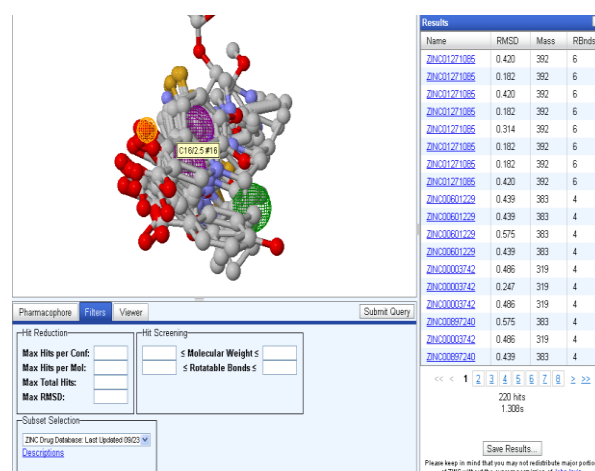 C16/2.5 #16
Pharmacophore Filters Viewer Submit Query
Hit Reduction
Max Hits per Conf:
Max Hits per Mol:
Max Total Hits:
Max RMSD:
Hit Screening
≤ Molecular Weight ≤
≤ Rotatable Bonds ≤
Subset Selection
ZINC Drug Database: Last Updated 09/23
Descriptions
Results
Name RMSD Mass RBnds
ZINC01271085 0.420 392 6
ZINC01271085 0.182 392 6
ZINC01271085 0.420 392 6
ZINC01271085 0.182 392 6
ZINC01271085 0.314 392 6
ZINC01271085 0.182 392 6
ZINC01271085 0.182 392 6
ZINC01271085 0.420 392 6
ZINC00601229 0.439 383 4
ZINC00601229 0.439 383 4
ZINC00601229 0.575 383 4
ZINC00601229 0.439 383 4
ZINC00003742 0.486 319 4
ZINC00003742 0.247 319 4
ZINC00003742 0.486 319 4
ZINC00897240 0.575 383 4
ZINC00003742 0.486 319 4
ZINC00897240 0.439 383 4
<< < 1 2 3 4 5 6 7 8 > >>
220 hits
1.308s
Save Results...
Please keep in mind that you may not redistribute major portio